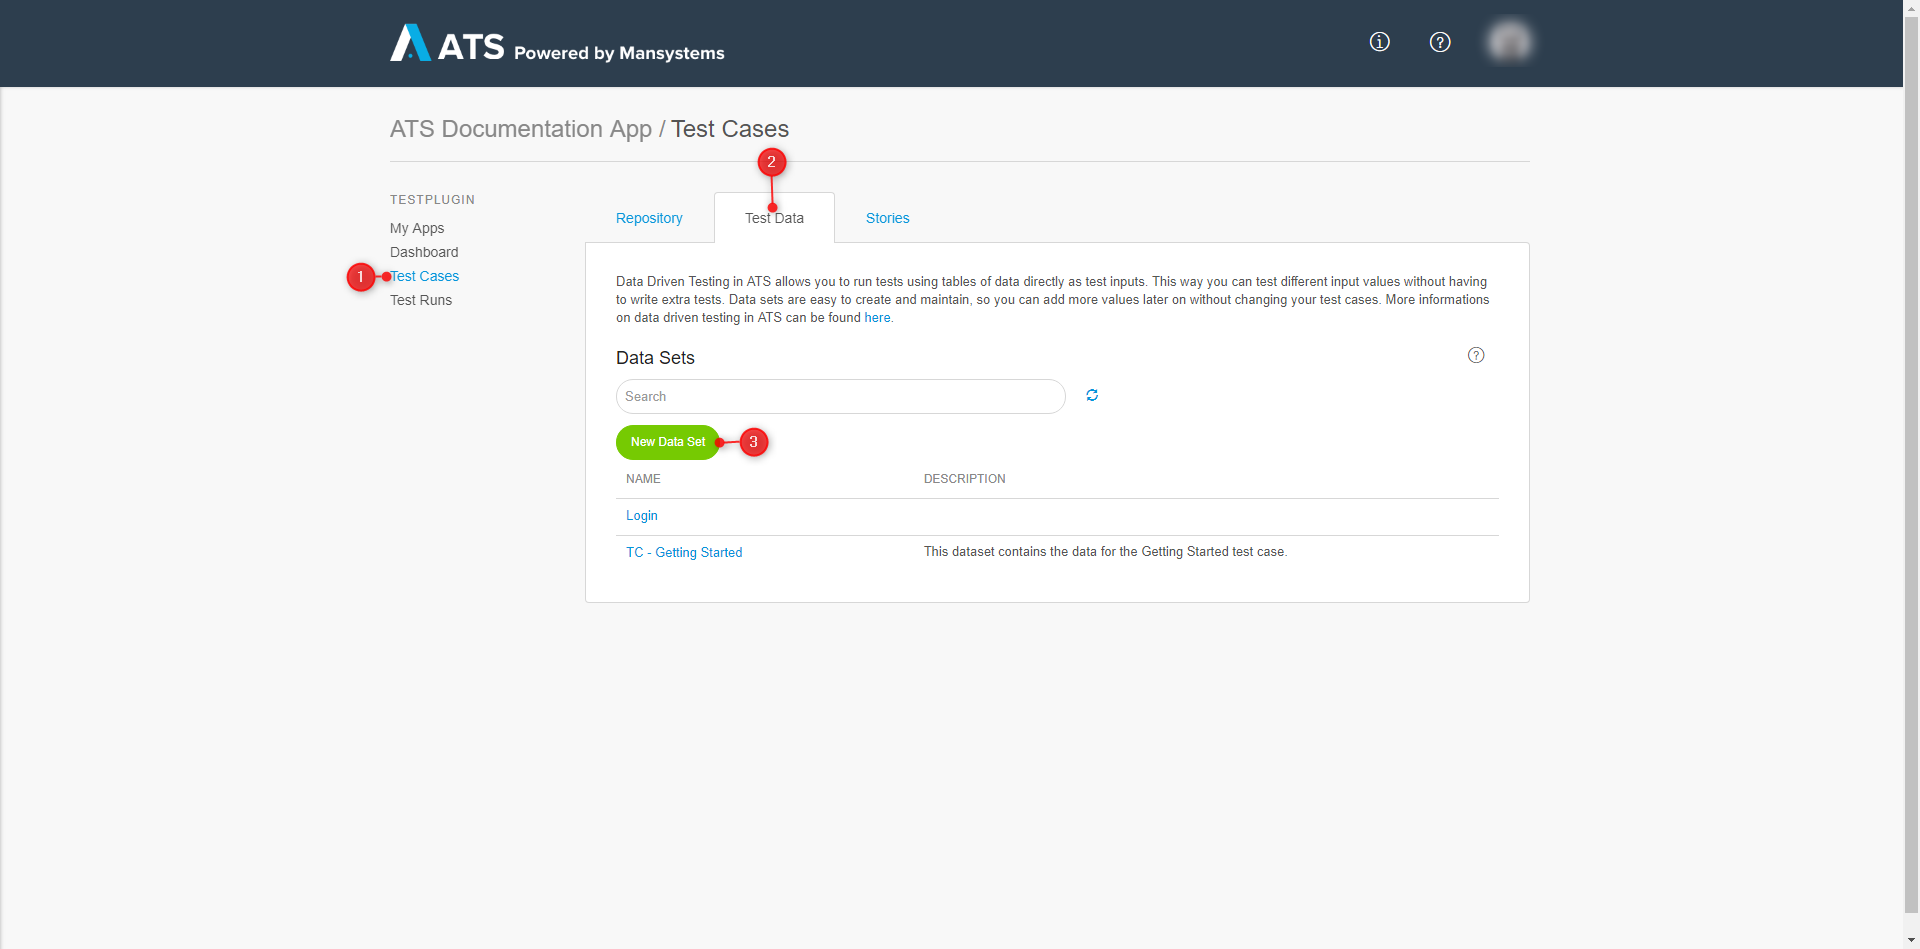 ATS Powered by Mansystems
ATS Documentation App / Test Cases
2
TESTPLUGIN
My Apps
Dashboard
1
Test Cases
Test Runs
Repository
Test Data
Stories
Data Driven Testing in ATS allows you to run tests using tables of data directly as test inputs. This way you can test different input values without having
to write extra tests. Data sets are easy to create and maintain, so you can add more values later on without changing your test cases. More informations
on data driven testing in ATS can be found here.
Data Sets
?
Search
New Data Set
3
NAME DESCRIPTION
Login
TC - Getting Started This dataset contains the data for the Getting Started test case.